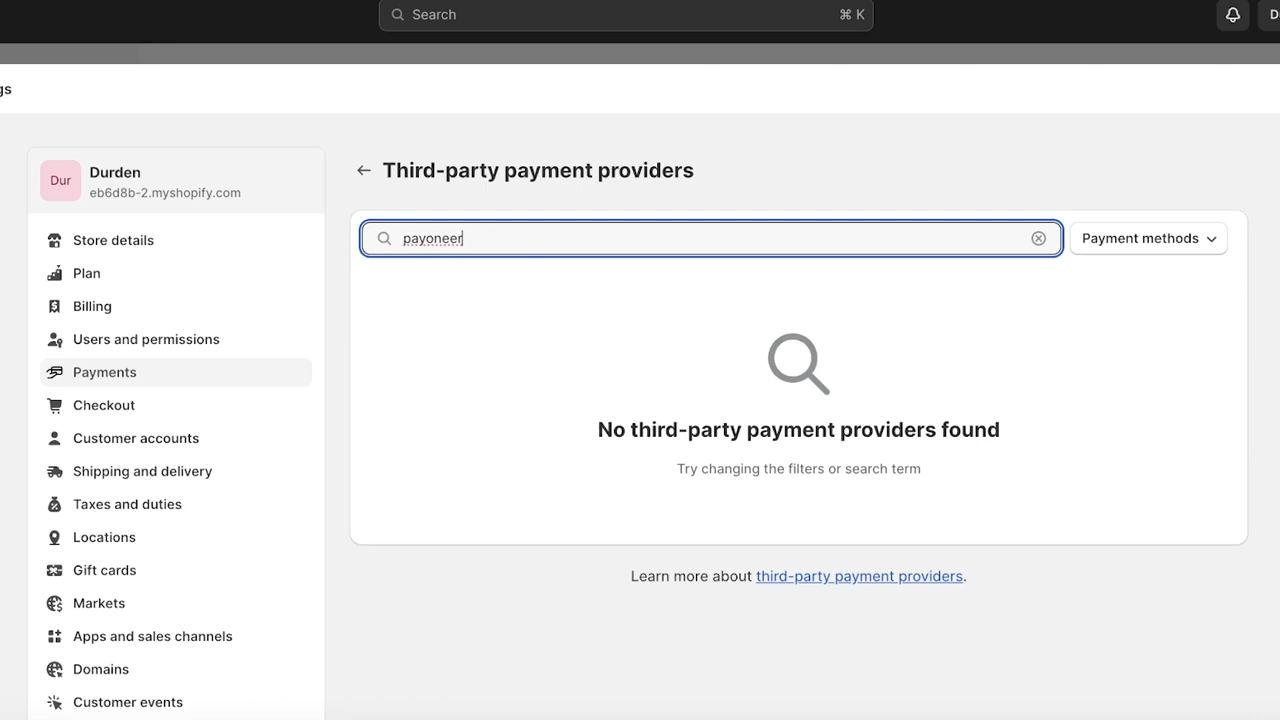 Search ⌘ K D
gs
Dur Durden
eb6d8b-2.myshopify.com
Store details
Plan
Billing
Users and permissions
Payments
Checkout
Customer accounts
Shipping and delivery
Taxes and duties
Locations
Gift cards
Markets
Apps and sales channels
Domains
Customer events
Third-party payment providers
payoneer
Payment methods
No third-party payment providers found
Try changing the filters or search term
Learn more about third-party payment providers.